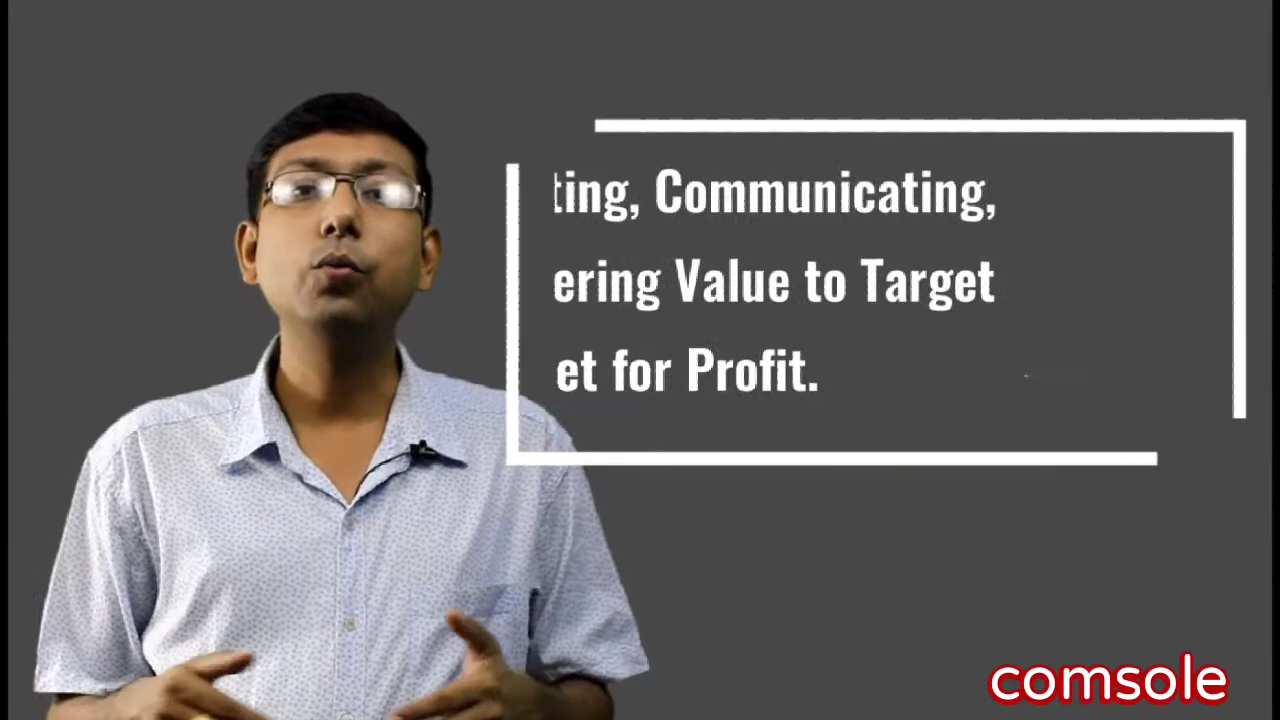 ting, Communicating,
ering Value to Target
et for Profit.
comsole